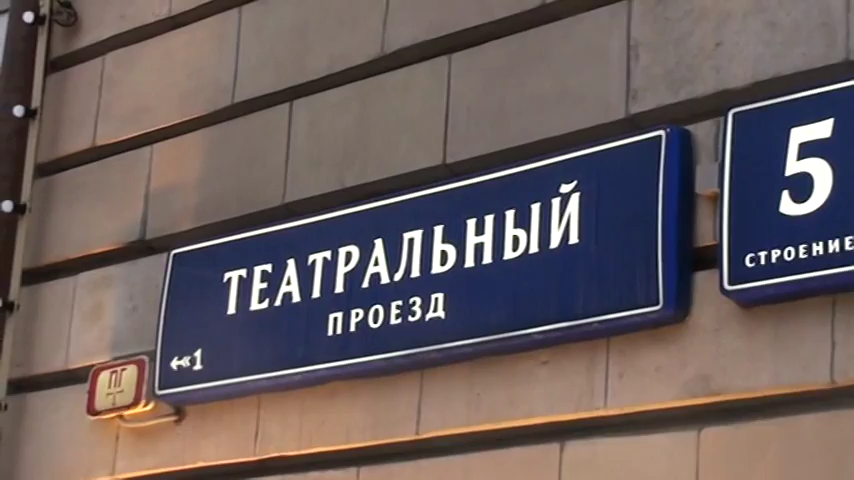 ТЕАТРАЛЬНЫЙ
ПРОЕЗД
1
ПГ
5
СТРОЕНИЕ